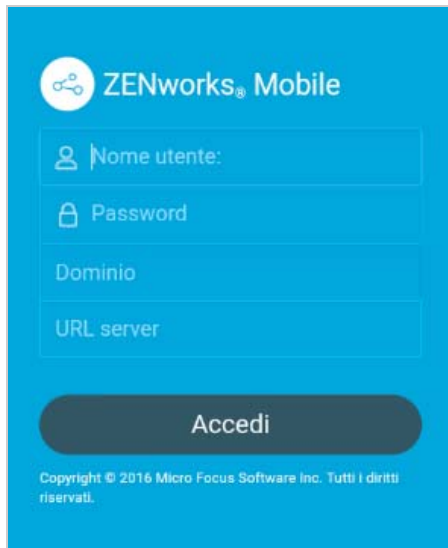 ZENworks® Mobile
Nome utente:
Password
Dominio
URL server
Accedi
Copyright © 2016 Micro Focus Software Inc. Tutti i diritti
riservati.